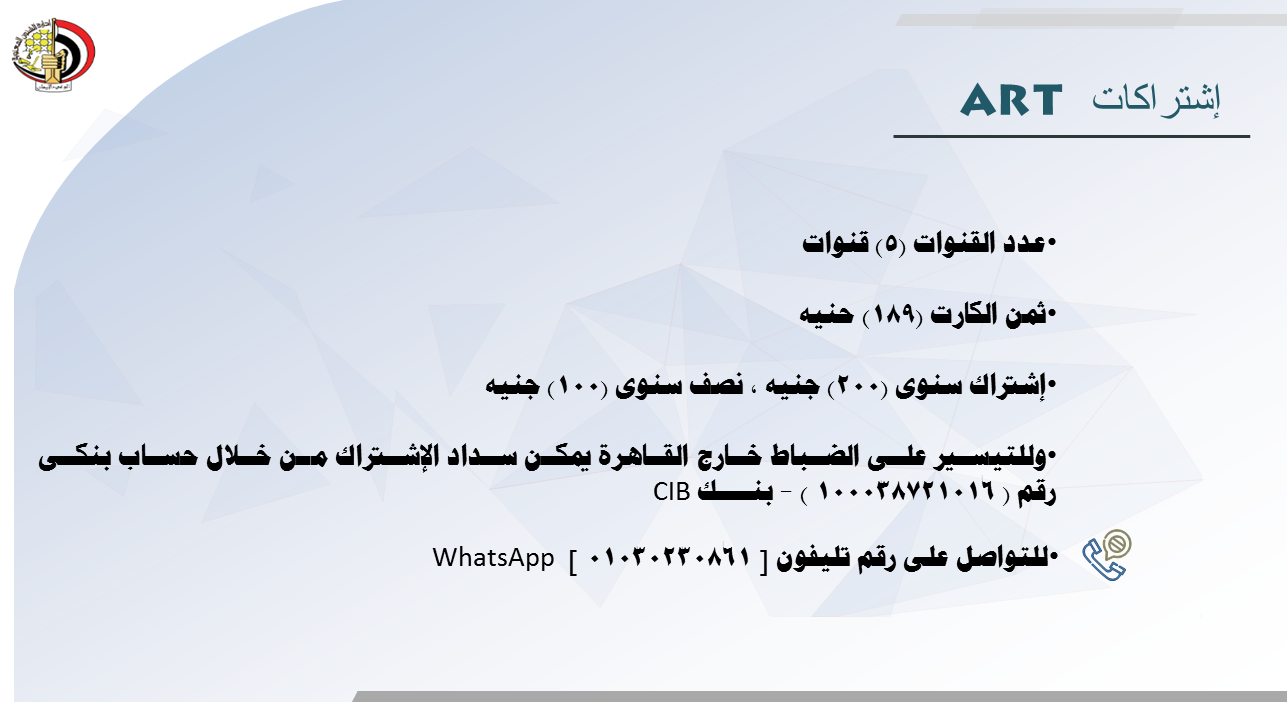 إشتراكات ART
•عدد القنوات (٥) قنوات
•ثمن الكارت (١٨٩) جنيه
•إشتراك سنوى (٢٠٠) جنيه ، نصف سنوى (١٠٠) جنيه
•وللتيسير على الضباط خارج القاهرة يمكن سداد الإشتراك من خلال حساب بنكى
رقم ( ١٠٠٠٣٨٧٢١٠١٦ ) – بنك CIB
•للتواصل على رقم تليفون [ ٠١٠٣٠٢٣٠٨٦١ ] WhatsApp